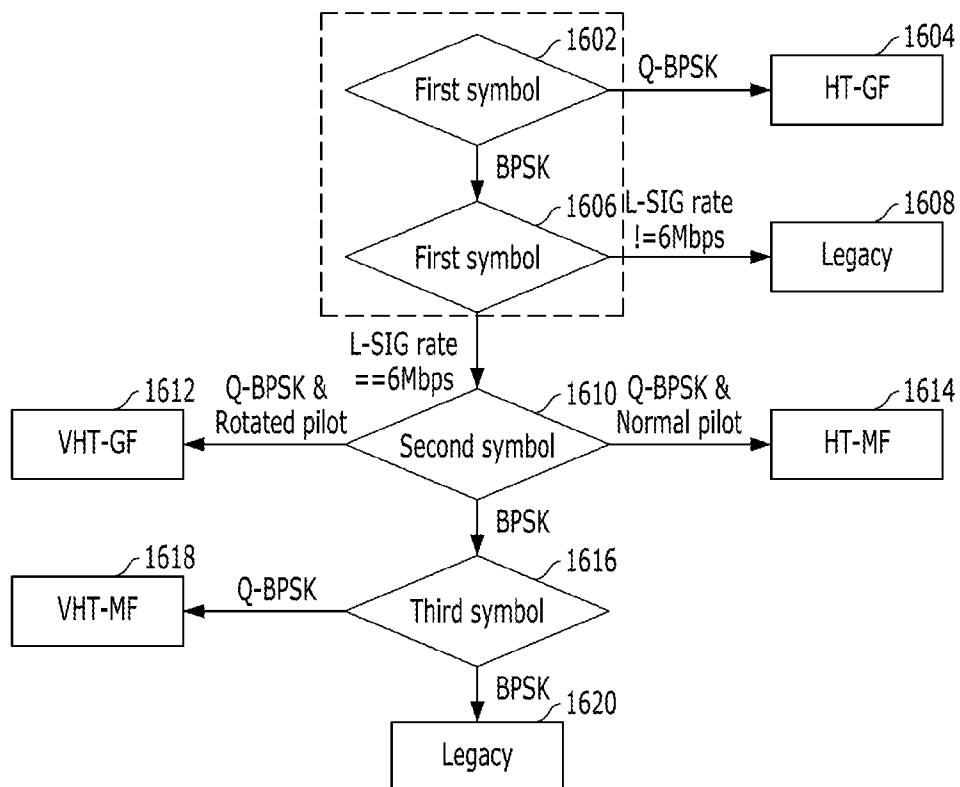 1602
First symbol
Q-BPSK
1604
HT-GF
BPSK
1606
First symbol
L-SIG rate
!=6Mbps
1608
Legacy
L-SIG rate
==6Mbps
1612
VHT-GF
Q-BPSK &
Rotated pilot
1610
Second symbol
Q-BPSK &
Normal pilot
1614
HT-MF
BPSK
1618
VHT-MF
Q-BPSK
1616
Third symbol
BPSK
1620
Legacy